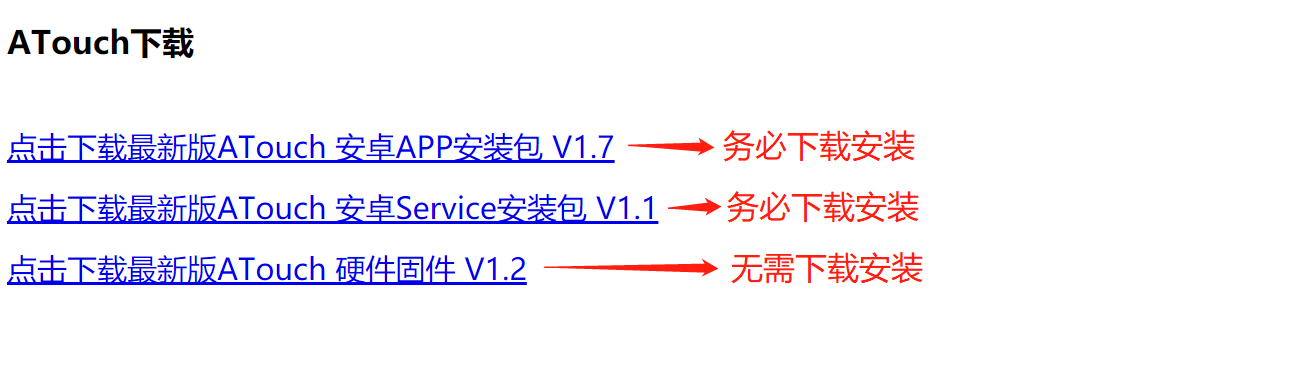 ATouch下载
点击下载最新版ATouch 安卓APP安装包 V1.7 务必下载安装
点击下载最新版ATouch 安卓Service安装包 V1.1 务必下载安装
点击下载最新版ATouch 硬件固件 V1.2 无需下载安装